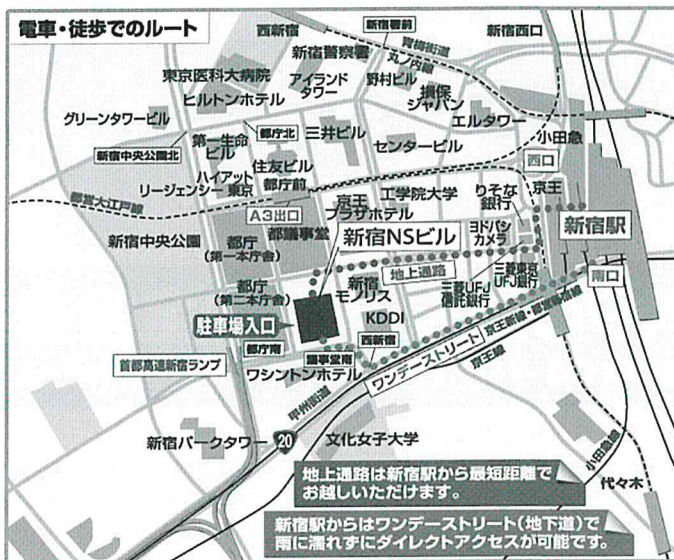 電車・徒歩でのルート
西新宿
新宿署前
青梅街道
新宿西口
新宿警察署
丸ノ内線
東京医科大病院
アイランド
タワー
野村ビル
損保
ジャパン
ヒルトンホテル
グリーンタワービル
エルタワー
小田急
第一生命
ビル
都庁北
三井ビル
センタービル
新宿中央公園北
住友ビル
西口
ハイアット
リージェンシー 東京
都庁前
京王
プラザホテル
工学院大学
りそな
銀行
京王
都営大江戸線
A3出口
新宿駅
新宿中央公園
都庁
(第一本庁舎)
都議事堂
新宿NSビル
ヨドバシ
カメラ
三菱東京
UFJ銀行
南口
地上通路
都庁
(第二本庁舎)
新宿
モノリス
三菱UFJ
信託銀行
駐車場入口
KDDI
京王新線・都営新宿線
都庁南
議事堂南
西新宿
ワンデーストリート
京王線
首都高速新宿ランプ
ワシントンホテル
甲州街道
新宿パークタワー
20
文化女子大学
小田急線
代々木
地上通路は新宿駅から最短距離で
お越しいただけます。
新宿駅からはワンデーストリート(地下道)で
雨に濡れずにダイレクトアクセスが可能です。